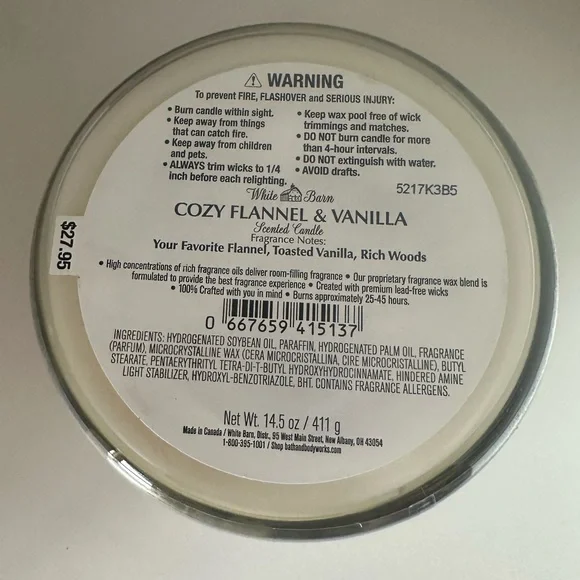 ⚠ WARNING
To prevent FIRE, FLASHOVER and SERIOUS INJURY:
• Burn candle within sight.
• Keep away from things
that can catch fire.
• Keep away from children
and pets.
• ALWAYS trim wicks to 1/4
inch before each relighting.
• Keep wax pool free of wick
trimmings and matches.
• DO NOT burn candle for more
than 4-hour intervals.
• DO NOT extinguish with water.
• AVOID drafts.
5217K3B5
White Barn
COZY FLANNEL & VANILLA
Scented Candle
Fragrance Notes:
Your Favorite Flannel, Toasted Vanilla, Rich Woods
• High concentrations of rich fragrance oils deliver room-filling fragrance • Our proprietary fragrance wax blend is
formulated to provide the best fragrance experience • Created with premium lead-free wicks
• 100% Crafted with you in mind • Burns approximately 25-45 hours.
$27.95
0 667659 415137
INGREDIENTS: HYDROGENATED SOYBEAN OIL, PARAFFIN, HYDROGENATED PALM OIL, FRAGRANCE
(PARFUM), MICROCRYSTALLINE WAX (CERA MICROCRISTALLINA, CIRE MICROCRISTALLINE), BUTYL
STEARATE, PENTAERYTHRITYL TETRA-DI-T-BUTYL HYDROXYHYDROCINNAMATE, HINDERED AMINE
LIGHT STABILIZER, HYDROXYL-BENZOTRIAZOLE, BHT. CONTAINS FRAGRANCE ALLERGENS.
Net Wt. 14.5 oz / 411 g
Made in Canada / White Barn, Distr., 95 West Main Street, New Albany, OH 43054
1-800-395-1001 / Shop bathandbodyworks.com